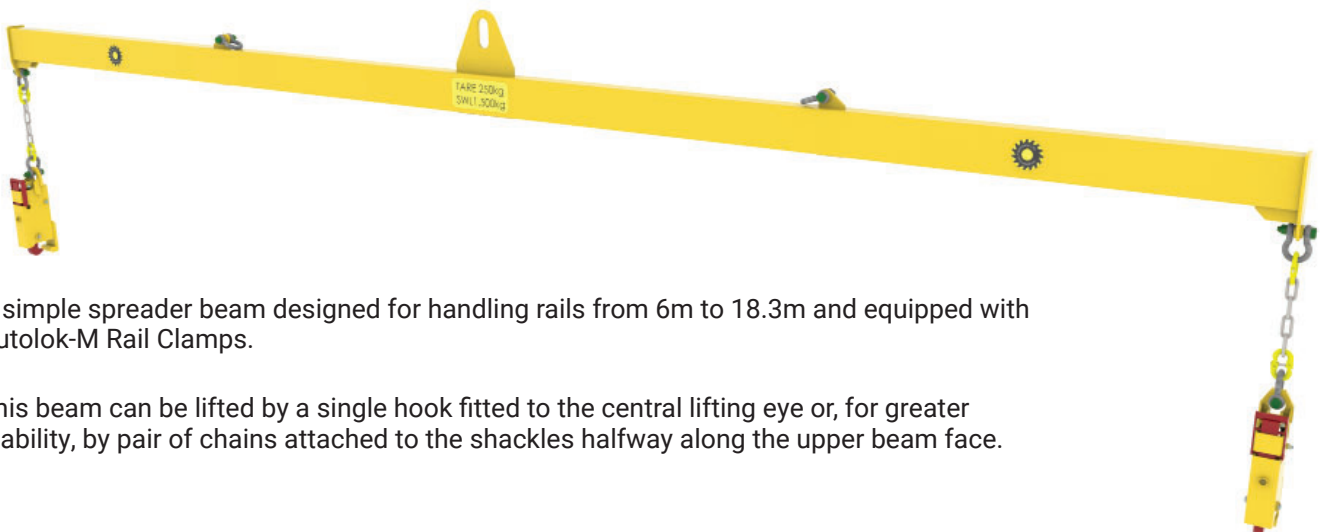 TARE 250kg
SWL1,500kg
simple spreader beam designed for handling rails from 6m to 18.3m and equipped with
utolok-M Rail Clamps.
his beam can be lifted by a single hook fitted to the central lifting eye or, for greater
ability, by pair of chains attached to the shackles halfway along the upper beam face.